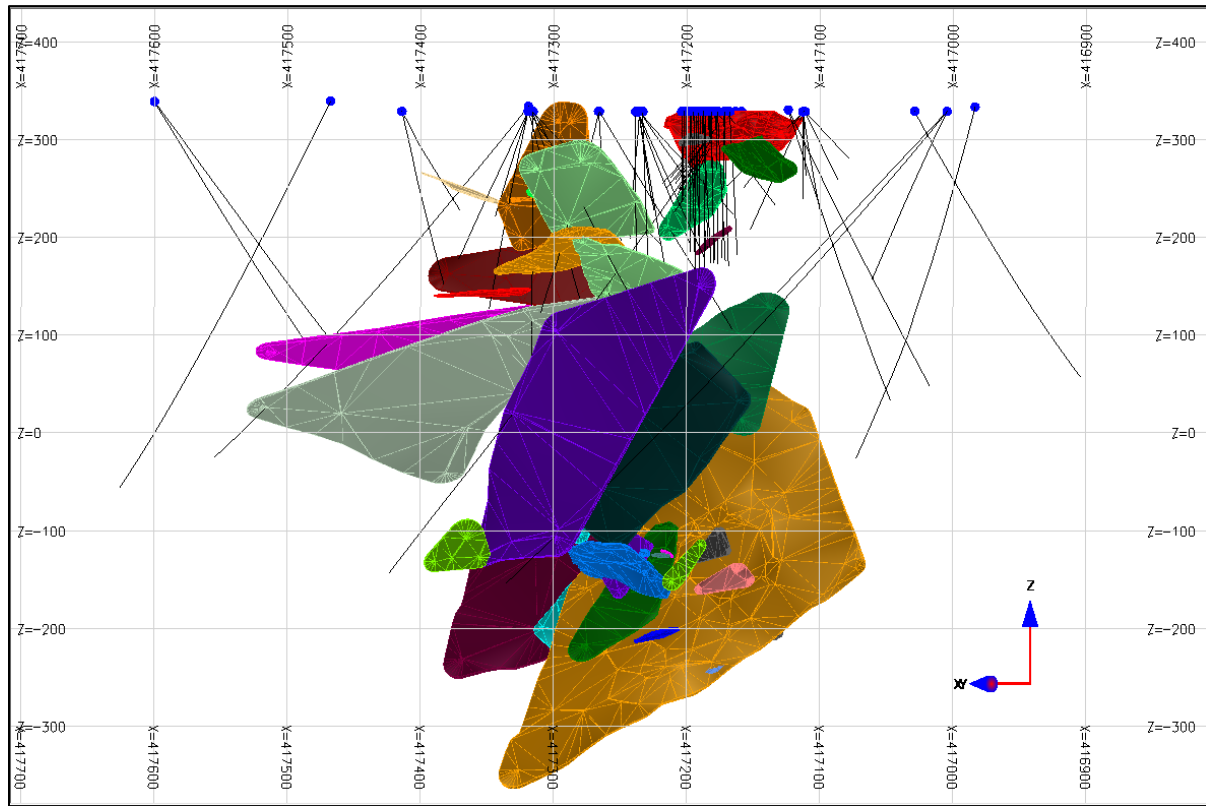 X=417700
X=417600
X=417500
X=417400
X=417300
X=417200
X=417100
X=417000
X=416900
Z=400 Z=400
Z=300 Z=300
Z=200 Z=200
Z=100 Z=100
Z=0 Z=0
Z=-100 Z=-100
Z=-200 Z=-200
Z=-300 Z=-300
Z
XY
X=417700
X=417600
X=417500
X=417400
X=417300
X=417200
X=417100
X=417000
X=416900